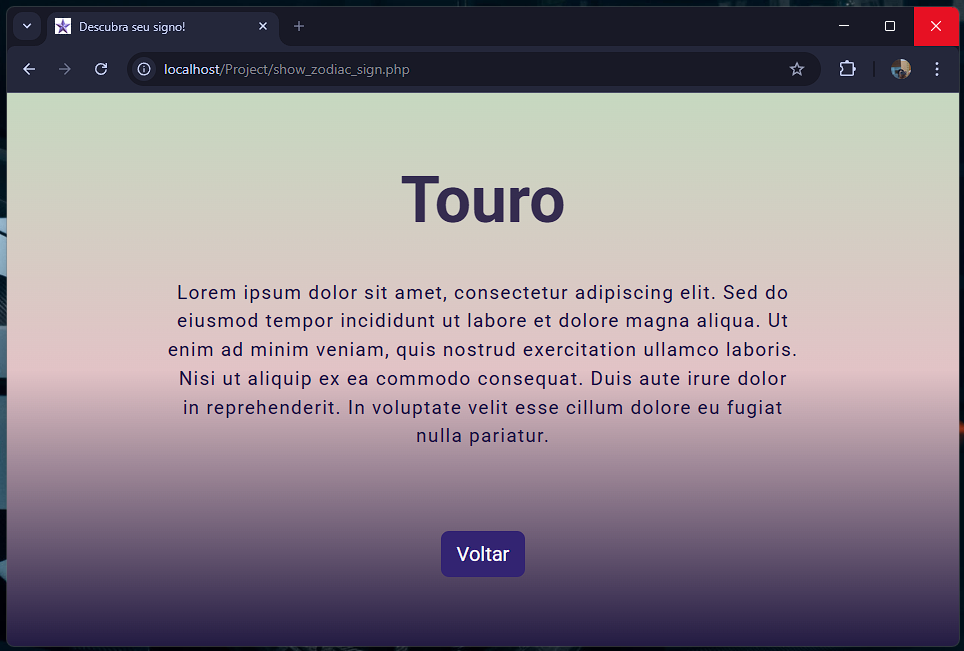 Descubra seu signo!
localhost/Project/show_zodiac_sign.php
Touro
Lorem ipsum dolor sit amet, consectetur adipiscing elit. Sed do
eiusmod tempor incididunt ut labore et dolore magna aliqua. Ut
enim ad minim veniam, quis nostrud exercitation ullamco laboris.
Nisi ut aliquip ex ea commodo consequat. Duis aute irure dolor
in reprehenderit. In voluptate velit esse cillum dolore eu fugiat
nulla pariatur.
Voltar